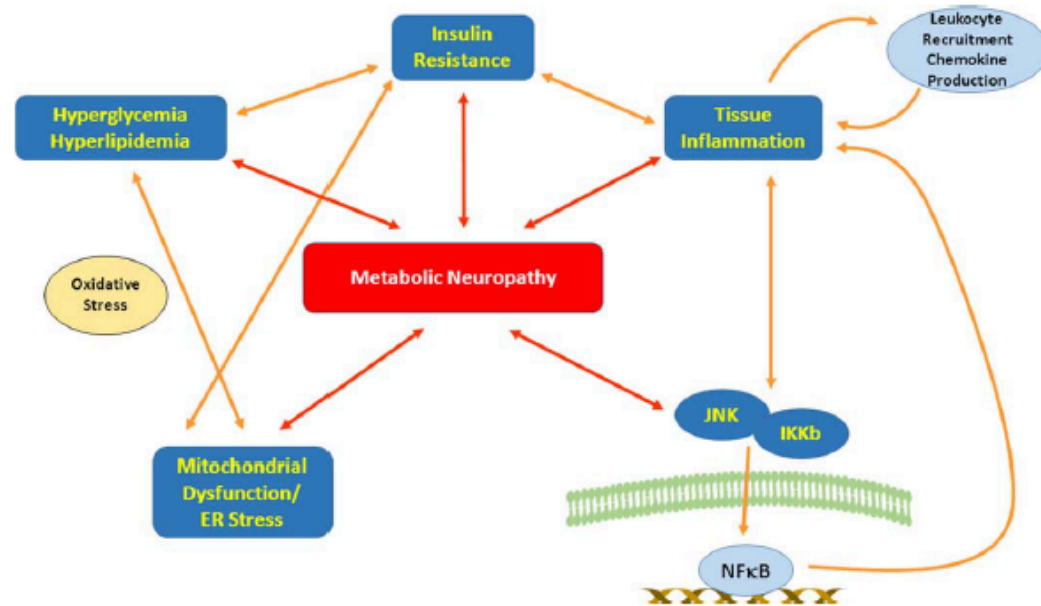 Insulin
Resistance
Leukocyte
Recruitment
Chemokine
Production
Hyperglycemia
Hyperlipidemia
Tissue
Inflammation
Metabolic Neuropathy
Oxidative
Stress
JNK
IKKb
Mitochondrial
Dysfunction/
ER Stress
NFκB